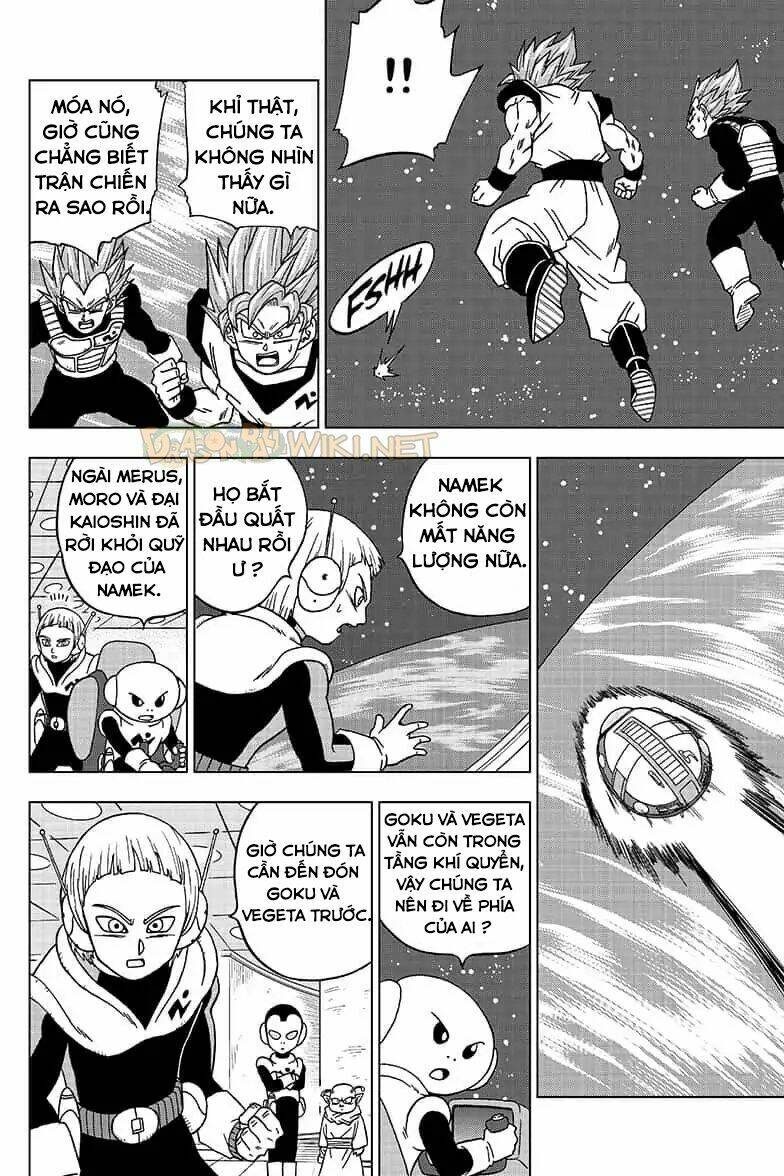 !!
FSHH
KHỈ THẬT,
CHÚNG TA
KHÔNG NHÌN
THẤY GÌ
NỮA.
MÓA NÓ,
GIỜ CŨNG
CHẲNG BIẾT
TRẬN CHIẾN
RA SAO RỒI.
DRAGONBALLWIKI.NET
NAMEK
KHÔNG CÒN
MẤT NĂNG
LƯỢNG NỮA.
HỌ BẮT
ĐẦU QUẤT
NHAU RỒI
Ư ?
NGÀI MERUS,
MORO VÀ ĐẠI
KAIOSHIN ĐÃ
RỜI KHỎI QUỸ
ĐẠO CỦA
NAMEK.
GOKU VÀ VEGETA
VẪN CÒN TRONG
TẦNG KHÍ QUYỂN,
VẬY CHÚNG TA
NÊN ĐI VỀ PHÍA
CỦA AI ?
GIỜ CHÚNG TA
CẦN ĐẾN ĐÓN
GOKU VÀ
VEGETA TRƯỚC.